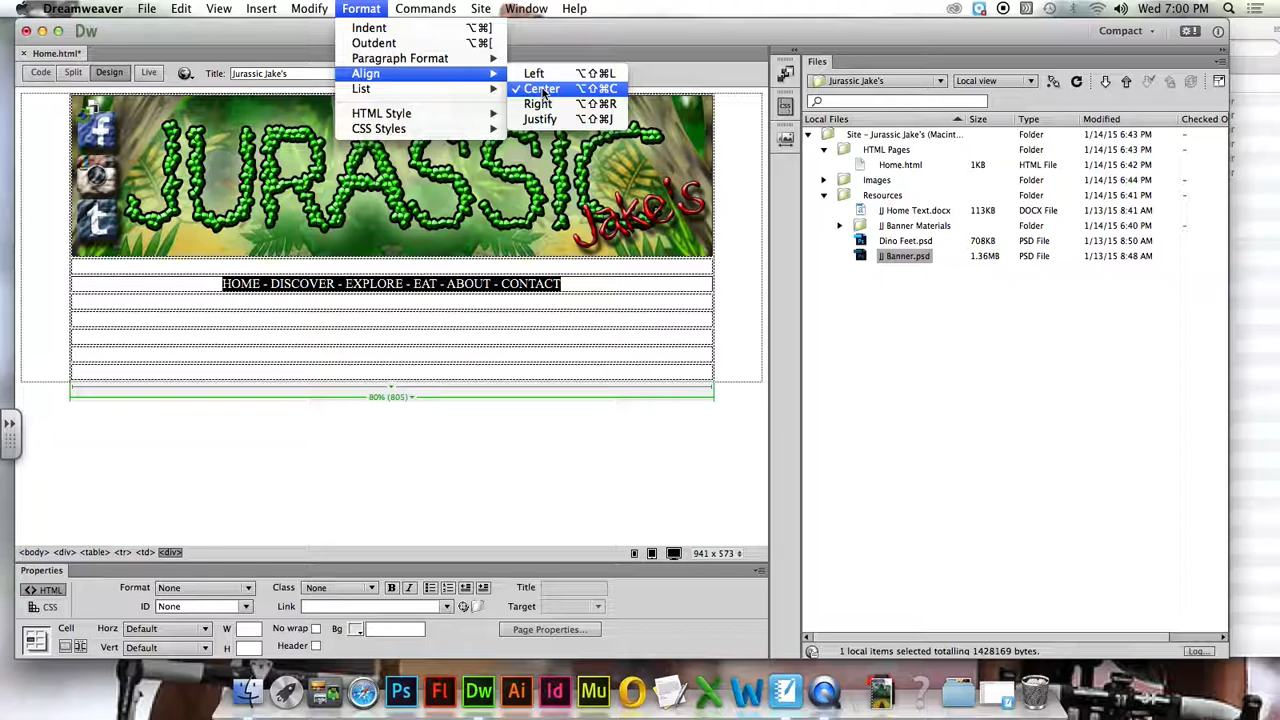 Dreamweaver File Edit View Insert Modify Format Commands Site Window Help Wed 7:00 PM
Dw Compact
Home.html*
Code Split Design Live Title: Jurassic Jake's
Indent ⌥⌘]
Outdent ⌥⌘[
Paragraph Format
Align
List
HTML Style
CSS Styles
Left ⌥⇧⌘L
✓ Center ⌥⇧⌘C
Right ⌥⇧⌘R
Justify ⌥⇧⌘J
JURASSIC
Jake's
HOME - DISCOVER - EXPLORE - EAT - ABOUT - CONTACT
80% (805)
<body> <div> <table> <tr> <td> <div> 941 x 573
Properties
HTML Format None Class None B I Title
CSS ID None Link Target
Cell Horz Default W No wrap Bg Page Properties...
Vert Default H Header
Files
Jurassic Jake's Local view
Local Files Size Type Modified Checked O
Site - Jurassic Jake's (Macint... Folder 1/14/15 6:43 PM -
HTML Pages Folder 1/14/15 6:43 PM -
Home.html 1KB HTML File 1/14/15 6:42 PM
Images Folder 1/14/15 6:43 PM -
Resources Folder 1/14/15 6:41 PM -
JJ Home Text.docx 113KB DOCX File 1/13/15 8:41 AM
JJ Banner Materials Folder 1/14/15 6:40 PM -
Dino Feet.psd 708KB PSD File 1/13/15 8:50 AM
JJ Banner.psd 1.36MB PSD File 1/13/15 8:48 AM
1 local items selected totalling 1428169 bytes. Log...
Ps Fl Dw Ai Id Mu